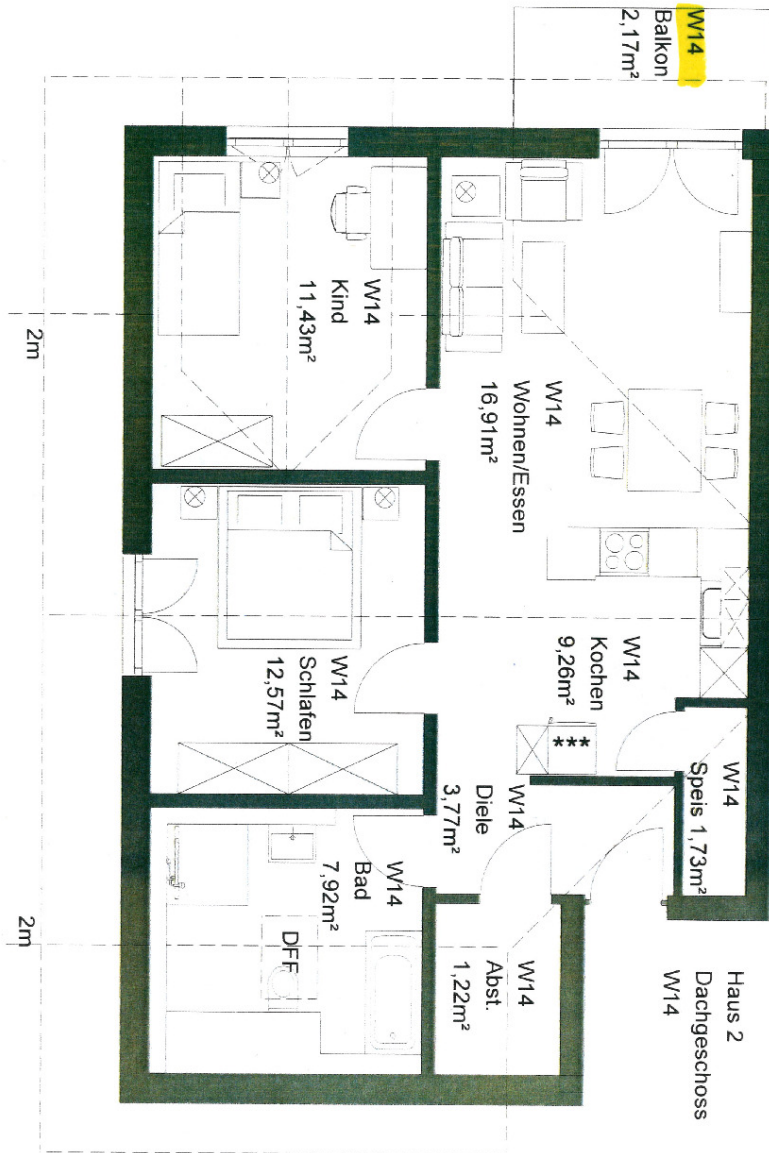 W14
Balkon
2,17m²
W14
Kind
11,43m²
W14
Wohnen/Essen
16,91m²
2m
W14
Schlafen
12,57m²
W14
Kochen
9,26m²
***
W14
Speis 1,73m²
W14
Diele
3,77m²
W14
Bad
7,92m²
DFF
W14
Abst.
1,22m²
2m
Haus 2
Dachgeschoss
W14